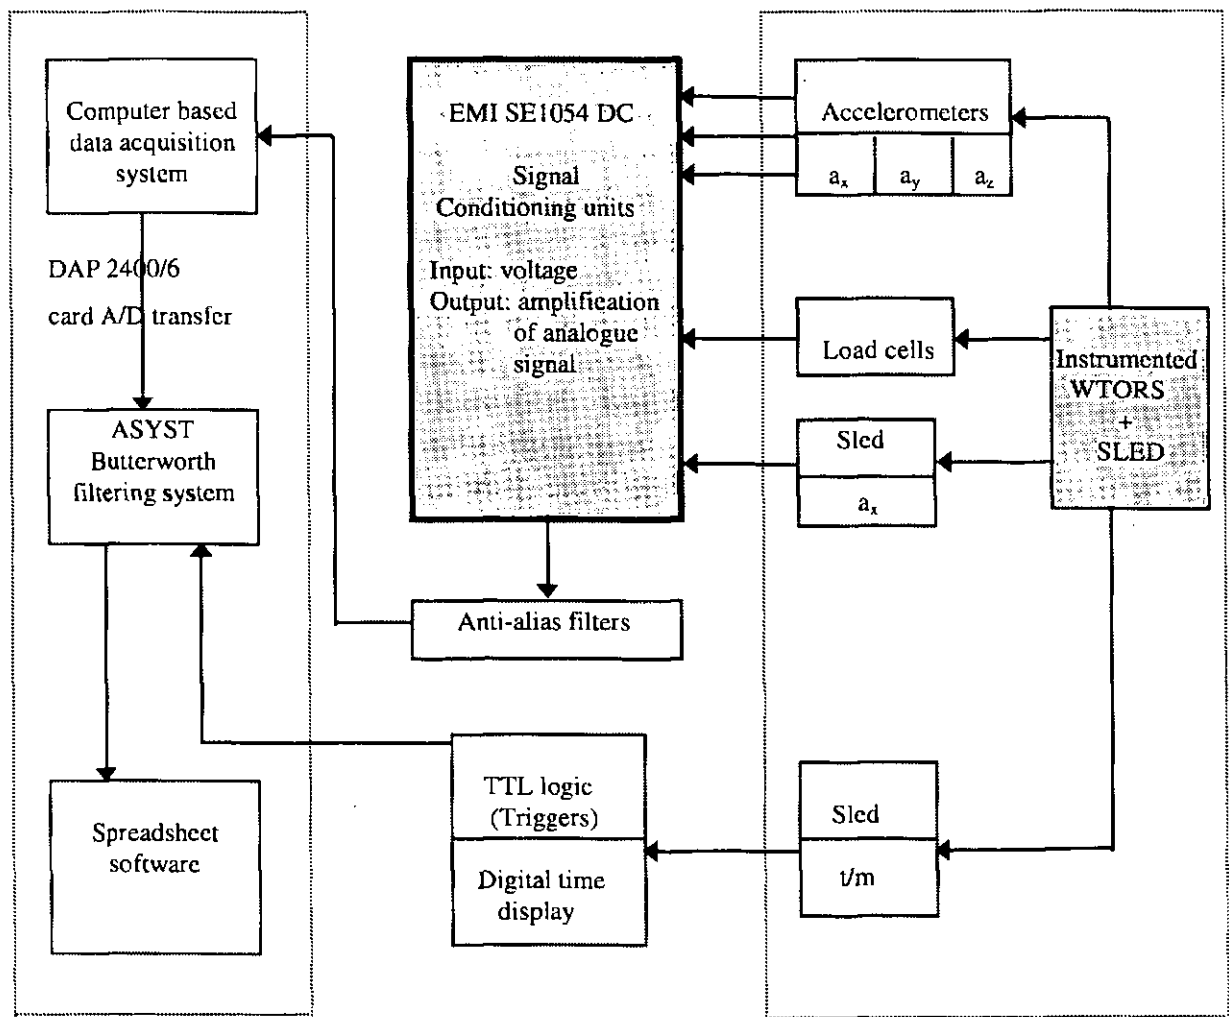 Computer based
data acquisition
system
DAP 2400/6
card A/D transfer
ASYST
Butterworth
filtering system
Spreadsheet
software
EMI SE1054 DC
Signal
Conditioning units
Input: voltage
Output: amplification
of analogue
signal
Anti-alias filters
TTL logic
(Triggers)
Digital time
display
Accelerometers
aₓ
a_y
a_z
Load cells
Sled
aₓ
Sled
t/m
Instrumented
WTORS
+
SLED